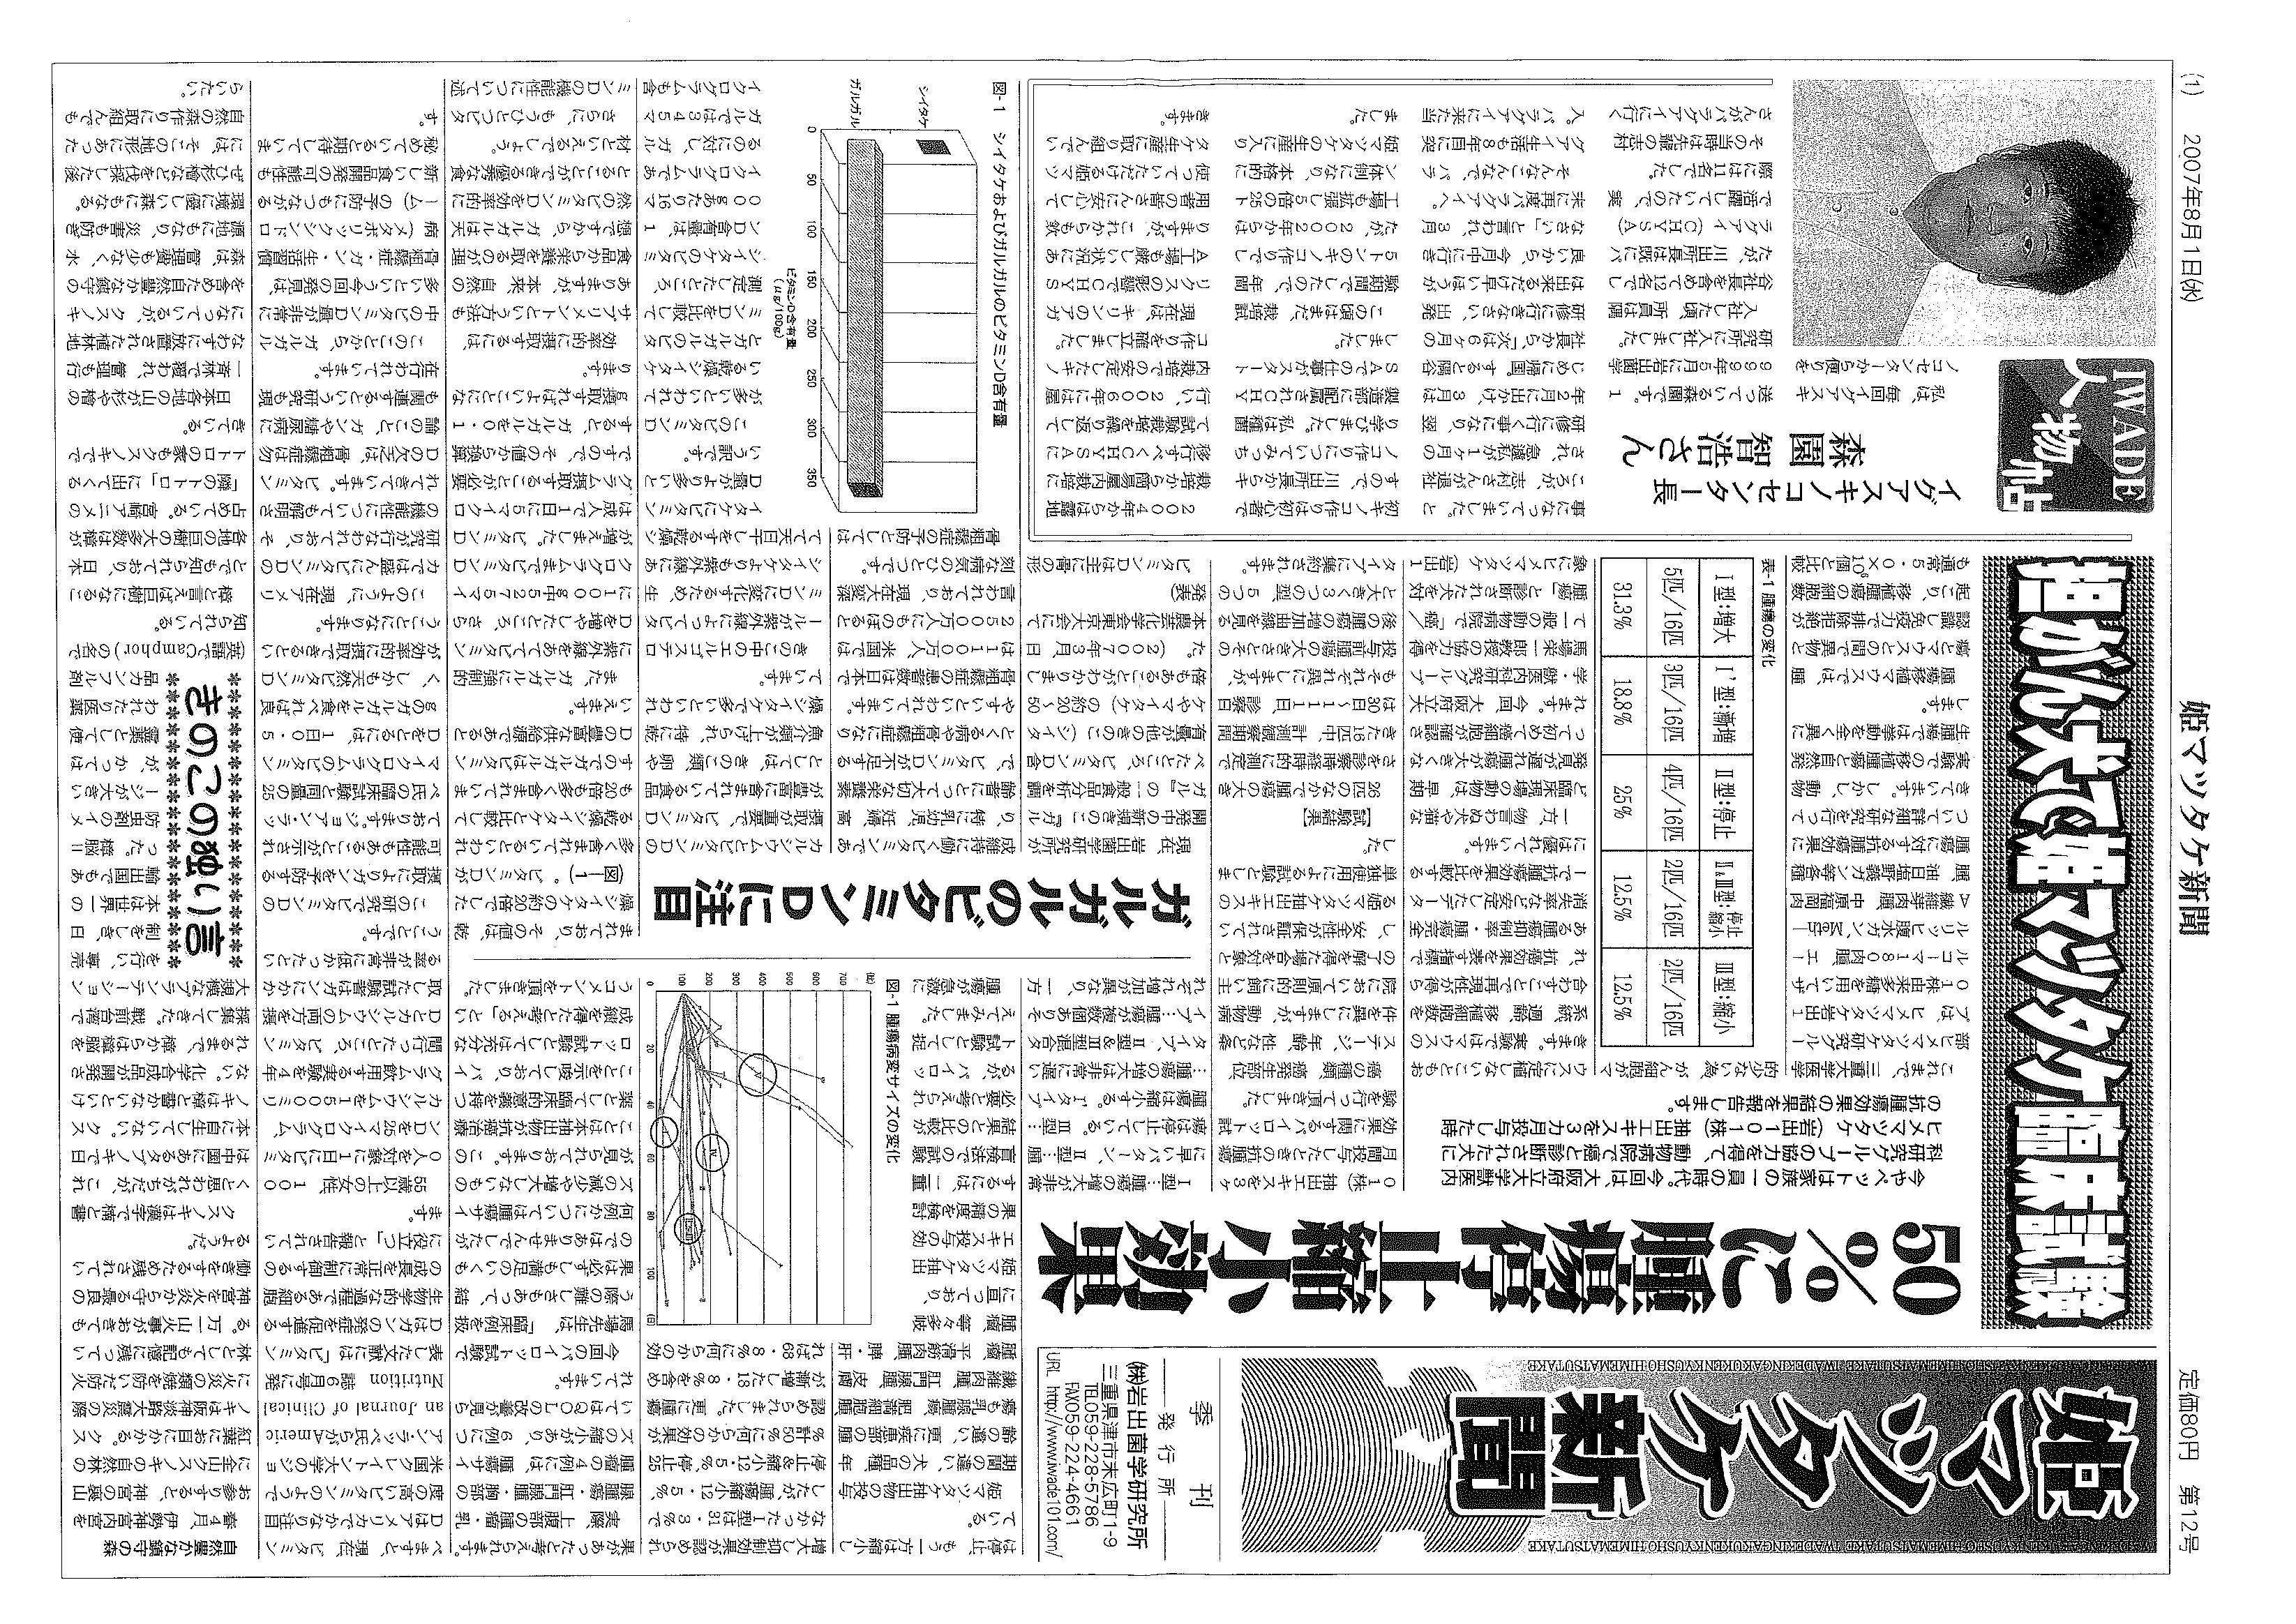 (1) 2007年8月1日(水)
姫マツタケ新聞
定価80円 第12号
姫マツタケ新聞
季刊
発行所
㈱岩出菌学研究所
三重県津市末広町1-9
TEL059-228-5786
FAX059-224-4661
URL http://www.iwade101.com/
担がん犬で姫マツタケ臨床試験
50%に腫瘍停止縮小効果
今やペットは家族の一員の時代。今回は、大阪府立大学獣医内
科研究グループの協力を得て、動物病院で癌と診断された犬に
ヒメマツタケ（岩出101株）抽出エキスを3カ月投与した時
の抗腫瘍効果の結果を報告します。
これまで、三重大学医学
部ヒメマツタケ研究グルー
プは、ヒメマツタケ岩出1
01株由来多糖を用いてザ
ルコーマ180肉腫、エー
ルリッヒ腹水ガン、Meth―
A繊維芽肉腫、中原福岡肉
腫、油日塩野義ガン等各種
腫瘍に対する抗腫瘍効果に
ついて詳細な研究を行って
きています。しかし、動物
実験での移植腫瘍と自然発
生腫瘍では挙動を全く異に
します。
腫瘍移植マウスでは、腫
瘍とマウスとの間で異物と
認識し免疫力で排除拒絶が
起こり、移植腫瘍の細胞数
も通常5・0×10⁶個と比較
的少ない為、がん細胞がマ
表-1 腫瘍の変化
Ⅰ型:増大 Ⅰ'型:漸増 Ⅱ型:停止 Ⅱ&Ⅲ型:停止縮小 Ⅲ型:縮小
5匹/16匹 3匹/16匹 4匹/16匹 2匹/16匹 2匹/16匹
31.3% 18.8% 25% 12.5% 12.5%
ウスに定植しないこともお
きます。実験ではマウスの
系統、週齢、移植細胞数を
合わすことで再現性が得ら
れ、抗癌効果を表す指標で
ある腫瘍抑制率・腫瘍完全
消失率など安定したデータ
ーで抗腫瘍効果を比較する
には優れています。
一方、物言わぬ犬や猫な
ど臨床現場の動物は、早期
発見が遅れ腫瘍が大きくな
って初めて癌細胞が確認さ
れます。今回、大阪府立大
学・獣医内科研究グループ
馬場栄一郎教授の協力を得
て一般の動物病院で「癌／
腫瘍」と診断された犬を対
象にヒメマツタケ（岩出1
01株）抽出エキスを3ヶ
月間投与したときの抗腫瘍
効果に関するパイロット試
験を行って頂きました。
癌の種類、癌発生部位、
ステージ、年齢、性など条
件を異にしますが、動物病
院において原則的に飼い主
の了解を得た場合を対象と
し、安全性が保証されてい
る姫マツタケ抽出エキスの
単独使用による試験としま
した。
【試験結果】
26匹のなかで腫瘍の大き
さを診察時経時的に測定で
きた16匹中、計測観察期間
は30日～111日、診察日
もそれぞれ異にしますが、
投与前腫瘍の大きさとその
後の腫瘍の増加曲線を見る
と大きく3つの型、5つの
タイプに集約されます。
Ⅰ型…腫瘍の増大が非常
に早いパターン、Ⅱ型…腫
瘍は停止している。Ⅲ型…
腫瘍は縮小する。Ⅰ'タイプ
…腫瘍の増大は非常に遅い
タイプ、Ⅱ型&Ⅲ型混合タ
イプ…腫瘍が複数個ありそ
れぞれ増加が異なり、一方
は停止、もう一方は縮小し
ている。
姫マツタケ抽出物の投与
期間の違い、犬の品種、年
齢の違い、更に疾患部の腫
瘍も乳腺腫瘍、肥満細胞腫、
繊維肉腫、肛門腺腫、皮膚
腫瘤、平滑筋肉腫、脾・肝
腫瘤、等々多岐
に亘っており、
姫マツタケ抽出
エキス投与の効
果の精度を検討
するには、二重
盲検法での試験
結果との比較が
必要と考えられ
るが、パイロッ
ト試験として捉
えてみました。
腫瘍が急激に
図-1 腫瘍病変サイズの変化
(比)
700
600
500
400
300
200
100
0
20
40
60
80
100
(日)
増大し抑制効果が認められ
なかったⅠ型は31・3%で
したが、腫瘍縮小12・5%、
停止&縮小12・5%、停止25
%計50%に何らかの効果が
認められました。更に腫瘍
が漸増した18・8%を含め
れば68・8%に何らかの効
果があったと考えられます。
実際、上腹部の腫瘤・乳
腺腫瘍・肛門腺腫・胸部の
腫瘤の4例には、腫瘍サイ
ズの縮小があり、6例につ
いてはQOLの改善が見ら
れています。
今回のパイロット試験で
馬場先生は、「臨床例を扱
う際の難しさもあって、結
果は必ずしも満足のいくも
のではありませんでしたが
何例かについては腫瘍サイ
ズの減少や増大しないもの
が見られております。この
ことは本抽出物が抗癌治療
薬として臨床的意義を持つ
ことを示唆しており、パイ
ロット試験としては充分な
成績を得たと考える」とい
うコメントを頂きました。
IWADE人物帖
イグアスキノコセンター長
森園 智浩さん
私は、毎回イグアスキ
ノコセンターから便りを
送っている森園です。1
999年5月に岩出菌学
研究所に入社しました。
入社した頃、所員は隅
谷社長を含めて12名でし
たが、川出所長は既にパ
ラグアイ（CHYSA）
で活躍していたので、実
際には11名でした。
その当時は先輩の志村
さんがパラグアイに行く
事になっていました。と
ころが、志村さんが退社
され、急遽私が1ヶ月の
研修に行く事になり、翌
年2月に出かけ、3月は
じめに帰国。すると隅谷
社長から、「次は6ヶ月の
研修に行きなさい、出発
は出来るだけ早いほうが
良いから、今月中に行き
なさい」と言われ、3月
末に再度パラグアイへ。
そんなこんなで、パラ
グアイ生活も8年目に突
入。パラグアイに来た当
初キノコ作りは初心者で
すので、川出所長からキ
ノコ作りについてみっち
り学びました。私は種菌
製造部に配属されCHY
SAでの仕事がスタート
しました。
この頃はまだ、栽培試
験期間でしたので、年間
5トンのキノコ作りでし
たが、2002年からは
工場も拡張し5倍の25ト
ン体制になり、本格的に
姫マツタケの生産に入り
ました。
2004年からは露地
栽培から簡易屋内栽培に
移行すべくCHYSAに
て試験栽培を繰り返して
行い、2006年には屋
内栽培での安定したキノ
コ作りを確立しました。
現在は、キリンのアガ
リクスの影響でCHYS
A工場も厳しい状況にあ
りますが、これからも飲
用者の皆さんに安心して
使っていただける姫マツ
タケ生産に取り組んでい
きます。
ガルガルのビタミンDに注目
現在、岩出菌学研究所が
開発中の新規きのこ『ガル
ガル』の一般食品分析を調
べたところ、ビタミンD含
有量が他のきのこ（シイタ
ケやマイタケ）の約20～50
倍もあることがわかりまし
た。（2007年3月、日
本農芸化学会東京大会にて
発表）
ビタミンDは主に骨の形
成維持に働くビタミンであ
り、特に乳幼児、妊婦、高
齢者にとって大切な栄養素
で、ビタミンDが不足する
とくる病や骨粗鬆症になり
やすいといわれています。
骨粗鬆症の患者数は日本で
は1100万人、米国では
2500万人にものぼると
言われており、現在大変深
刻な病気のひとつです。
骨粗鬆症の予防としては
カルシウムとビタミンDの
摂取が重要で、ビタミンD
が豊富に含まれている食品
としては、きのこ類、卵や
魚介類が上げられ、特に乾
燥シイタケで多いといわれ
ています。
きのこ中のエルゴステロ
ールが紫外線によってビタ
ミンDに変化するため、生
シイタケよりも紫外線にあ
てて天日干しをする乾燥シ
イタケにビタミン
D量がより多いと
いう訳です。
このビタミンD
が多いといわれて
いる乾燥シイタケ
とガルガルのビタ
ミンDを比較して
測定したところ、
シイタケのビタミ
ンD含有量は、1
00gあたり16マ
イクログラムであ
るのに対し、ガル
ガルでは345マ
イクログラムも含
図-1 シイタケおよびガルガルのビタミンD含有量
シイタケ
ガルガル
0 50 100 150 200 250 300 350
ビタミンD含有量
(μg/100g)
まれており、その値は、乾
燥シイタケの約20倍でした
（図―1）。ビタミンDが
多く含まれているといわれ
る乾燥シイタケと比較して
も20倍も多く含まれていま
すのでガルガルはビタミン
Dの豊富な供給源であると
いえます。
また、ガルガルに強制的
に紫外線をあててビタミン
Dを増やしたところ、さら
に100g中5275マイ
クログラムまでビタミンD
が増えました。ビタミンD
は成人で1日に5マイクロ
グラム摂取することが必要
ですので、その値から換算
すると、ガルガルを0・1
g摂取すればよいことにな
ります。
効率的に摂取するには、
サプリメントという方法も
ありますが、本来、自然の
食品から栄養を取るのが理
想ですから、ガルガルは天
然のビタミンDを効率的に
とることができる優秀な食
材といえるでしょう。
さらに、もうひとつビタ
ミンDの機能性について述
べますと、現在、ビタミン
Dはアメリカでかなり注目
度の高いビタミンのようで
米国クレイトン大学のジョ
アン・ラッペ氏らがAmeric
an Journal of Clinical
Nutrition 誌6月号に発
表した文献には「ビタミン
Dはガンの発症を促進する
生物学的な過程である細胞
の成長を正常に制御するの
に役立つ」と報告されてい
ます。
55歳以上の女性、100
0人を対象に1日にビタミ
ンDを25マイクログラム、
カルシウムを1500ミリ
グラム飲用する実験を4年
間行ったところ、ビタミン
Dとカルシウムの両方を摂
取した試験者はガンにかか
る率が非常に低かったとい
うことです。
この研究でビタミンDの
摂取によりガンを予防する
可能性もあることが示され
ております。ジョアン・ラッ
ペ氏の臨床試験と同量の25
マイクログラムのビタミン
Dをとるには、1日0・5
gのガルガルを食べれば良
く、しかも天然ビタミンD
が効率的に摂取できるとい
うことになります。
このように、現在アメリ
カでは盛んにビタミンDの
研究が行なわれており、そ
の機能性についても解明さ
れてきています。ビタミン
Dの欠乏は、骨粗鬆症は勿
論のこと、ガンや糖尿病に
も関連するという研究も現
在行われています。
このことから、ガルガル
中のビタミンD量が非常に
多いという今回の発見は、
骨粗鬆症・ガン・生活習慣
病（メタボリックシンドロ
ーム）の予防にもつながる
新しい食品開発の可能性も
秘めていると期待していま
す。
きのこの独り言
自然豊かな鎮守の森
春4月、伊勢神宮内宮を
お参りすると、神宮の裏山
に全山クスノキの自然林の
紅葉にお目にかかる。クス
ノキは阪神淡路大震災の際
に火災の類焼を防いだ防火
林としても記憶に残ってい
る。万一山火事がおきても
神宮を火炎から守る最良の
働きをするため残されてい
るようだ。
クスノキは漢字で楠と書
くと思われがちだが、これ
は中国にあるタブノキで日
本に自生していない。クス
ノキは樟と書かないといけ
ない。化学合成品が開発さ
れるまで、樟からは樟脳を
採集してきた。戦前台湾で
大規模なプランテーション
を行い、専売
制をしき、日
本は世界一の
輸出国でもあ
った。樟脳＝
防虫剤のイメ
ージが大きい
が、かっては
霊薬として使
われたり医薬
品カンフル剤
（英語でCamphor）の名で
知られている。
樟と言えば巨樹になるこ
とでも知られており、日本
各地の巨樹の大多数は樟が
占めている。宮崎アニメの
「隣のトトロ」に出てくる
トトロの家もクスノキでで
きている。
日本各地の山が杉や檜の
一斉林で覆われ、管理も行
なわずに放置された植林地
になっているが、クスノキ
を含めた自然豊かな鎮守の
森は、管理費も少なく、水
源地にもなり、災害も防ぎ
環境に優しい森にもなる。
ぜひ杉檜などを伐採した後
には、そこの地形にあった
自然の森作りに取組んでも
らいたい。